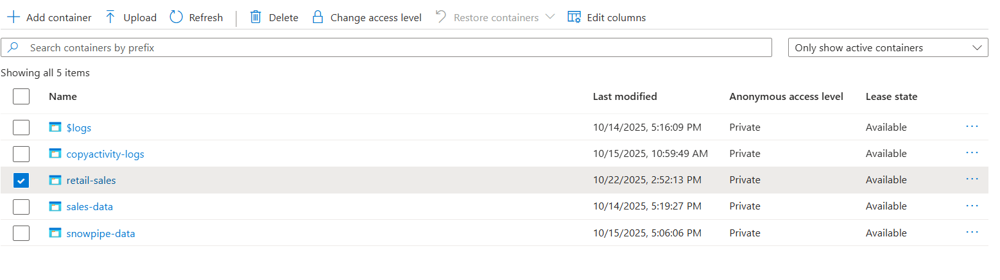 Add container Upload Refresh Delete Change access level Restore containers Edit columns
Search containers by prefix Only show active containers
Showing all 5 items
Name Last modified Anonymous access level Lease state
$logs 10/14/2025, 5:16:09 PM Private Available ...
copyactivity-logs 10/15/2025, 10:59:49 AM Private Available ...
retail-sales 10/22/2025, 2:52:13 PM Private Available ...
sales-data 10/14/2025, 5:19:27 PM Private Available ...
snowpipe-data 10/15/2025, 5:06:06 PM Private Available ...